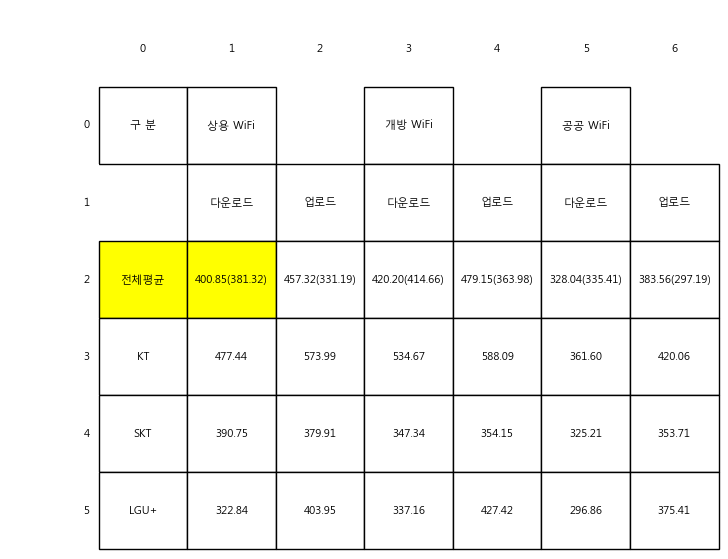 0 1 2 3 4 5 6
0 구 분 상용 WiFi 개방 WiFi 공공 WiFi
1 다운로드 업로드 다운로드 업로드 다운로드 업로드
2 전체평균 400.85(381.32) 457.32(331.19) 420.20(414.66) 479.15(363.98) 328.04(335.41) 383.56(297.19)
3 KT 477.44 573.99 534.67 588.09 361.60 420.06
4 SKT 390.75 379.91 347.34 354.15 325.21 353.71
5 LGU+ 322.84 403.95 337.16 427.42 296.86 375.41